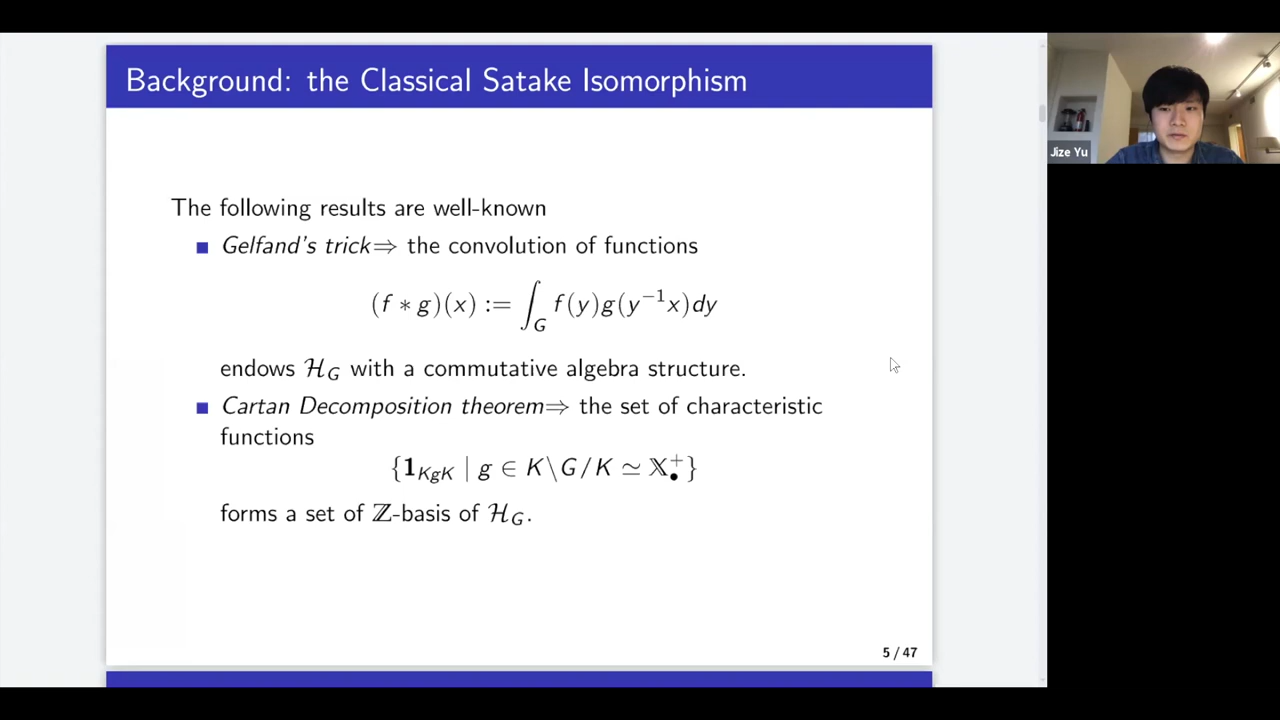 Background: the Classical Satake Isomorphism
The following results are well-known
Gelfand's trick⇒ the convolution of functions
(f ∗ g)(x) := ∫_G f(y)g(y⁻¹x)dy
endows ℋ_G with a commutative algebra structure.
Cartan Decomposition theorem⇒ the set of characteristic
functions
{𝟏_{KgK} | g ∈ K\G/K ≃ 𝕏_•^+}
forms a set of ℤ-basis of ℋ_G.
5 / 47
Jize Yu